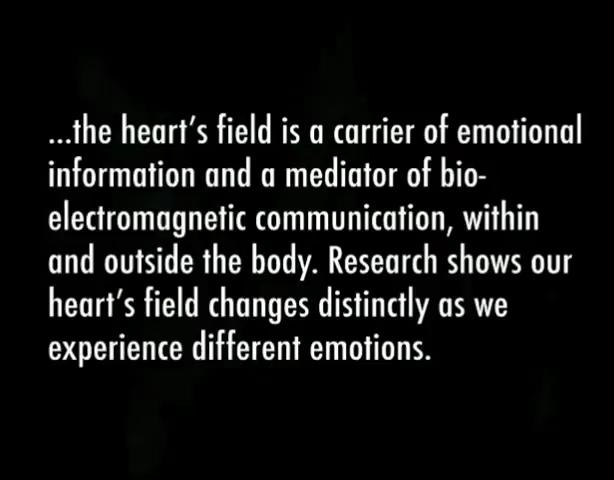 ...the heart's field is a carrier of emotional
information and a mediator of bio-
electromagnetic communication, within
and outside the body. Research shows our
heart's field changes distinctly as we
experience different emotions.